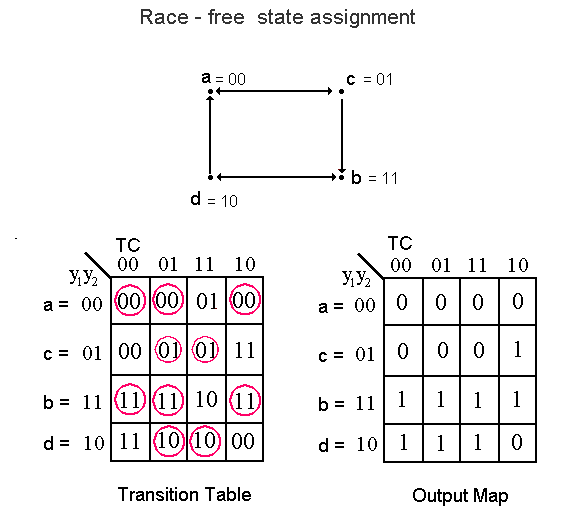 Race - free state assignment
a = 00
c = 01
b = 11
d = 10
TC
00 01 11 10
y1y2
a = 00 00 00 01 00
c = 01 00 01 01 11
b = 11 11 11 10 11
d = 10 11 10 10 00
Transition Table
TC
00 01 11 10
y1y2
a = 00 0 0 0 0
c = 01 0 0 0 1
b = 11 1 1 1 1
d = 10 1 1 1 0
Output Map